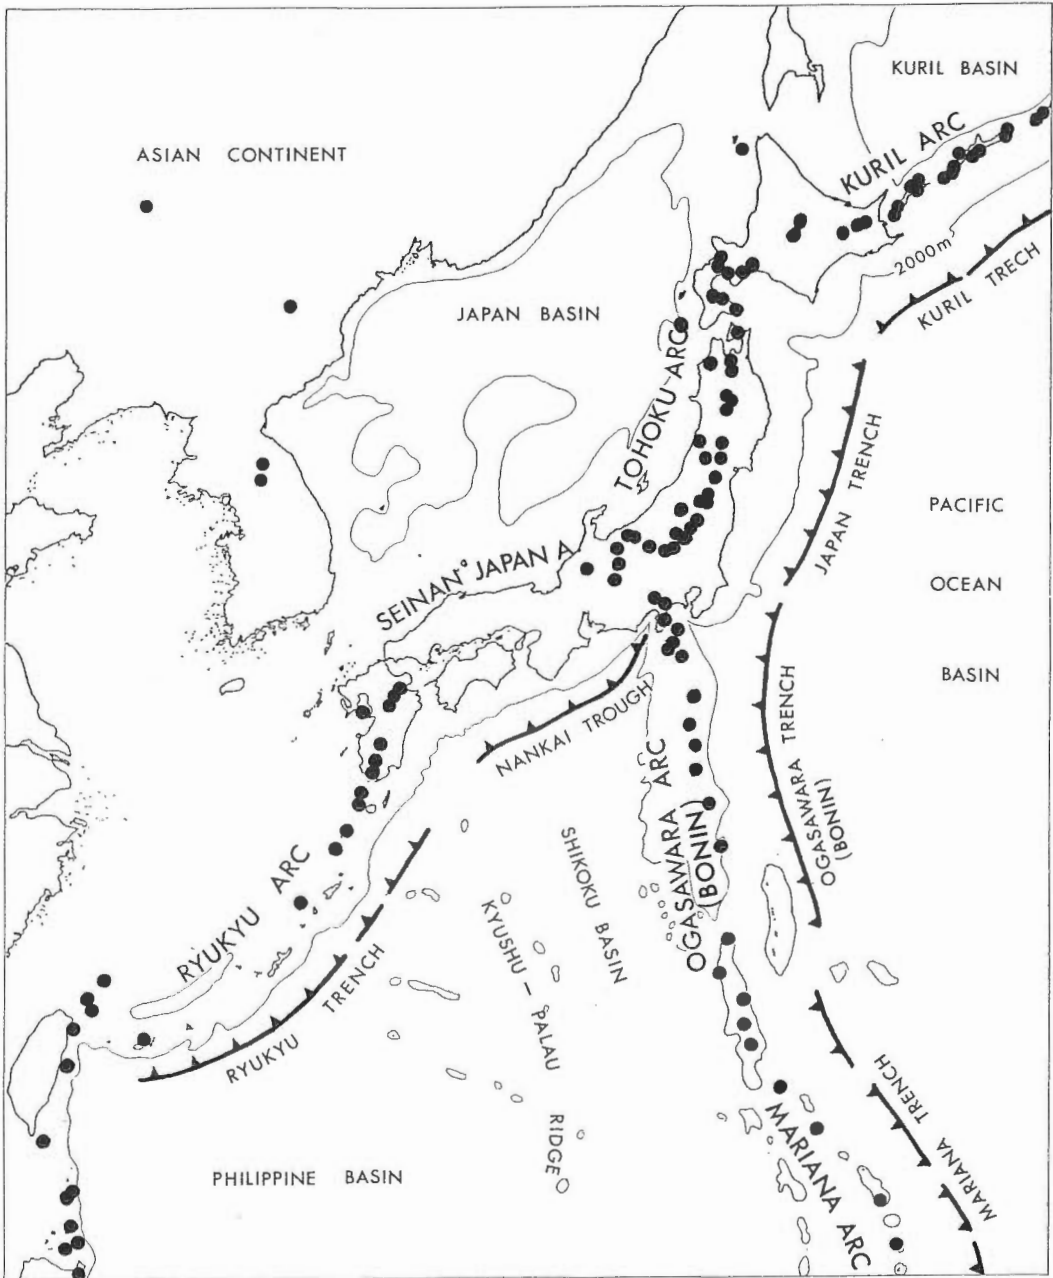 KURIL BASIN
ASIAN CONTINENT
KURIL ARC
2000m
KURIL TRECH
JAPAN BASIN
TOHOKU ARC
JAPAN TRENCH
PACIFIC
OCEAN
BASIN
SEINAN JAPAN A
NANKAI TROUGH
OGASAWARA TRENCH
(BONIN)
OGASAWARA ARC
(BONIN)
SHIKOKU BASIN
RYUKYU ARC
KYUSHU — PALAU
RIDGE
RYUKYU TRENCH
MARIANA TRENCH
MARIANA ARC
PHILIPPINE BASIN